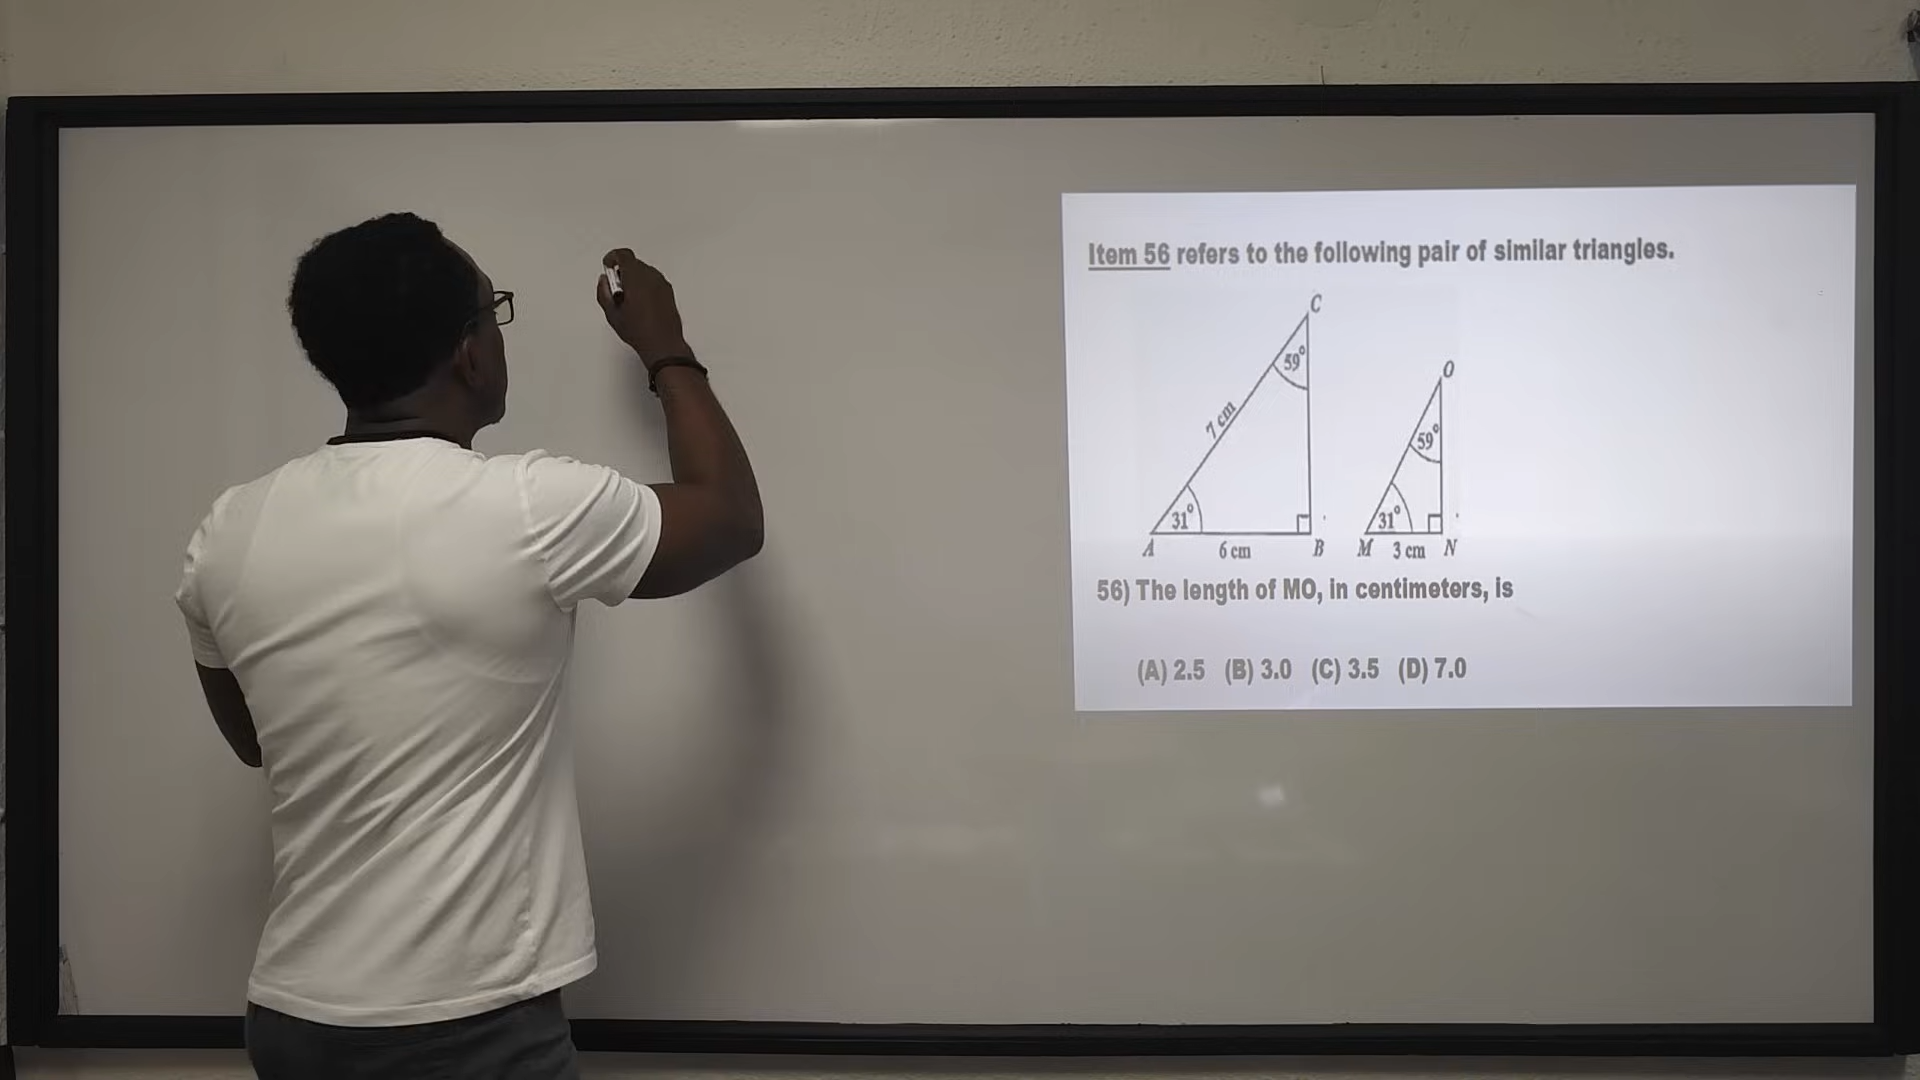 Item 56 refers to the following pair of similar triangles.
C
59°
7 cm
31°
A
6 cm
B
O
59°
31°
M
3 cm
N
56) The length of MO, in centimeters, is
(A) 2.5 (B) 3.0 (C) 3.5 (D) 7.0